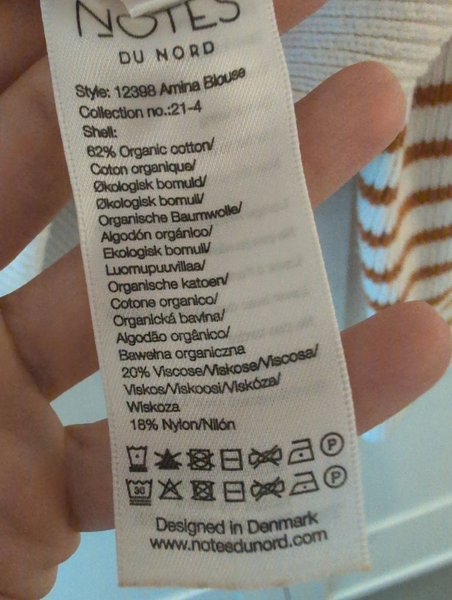 NOTES
DU NORD
Style: 12398 Amina Blouse
Collection no.:21-4
Shell:
62% Organic cotton/
Coton organique/
Økologisk bomuld/
Økologisk bomull/
Organische Baumwolle/
Algodón orgánico/
Ekologisk bomull/
Luomupuuvillaa/
Organische katoen/
Cotone organico/
Organická bavlna/
Algodão orgânico/
Bawełna organiczna
20% Viscose/Viskose/Viscosa/
Viskos/Viskoosi/Viskóza/
Wiskoza
18% Nylon/Nilón
P
30 P
Designed in Denmark
www.notesdunord.com